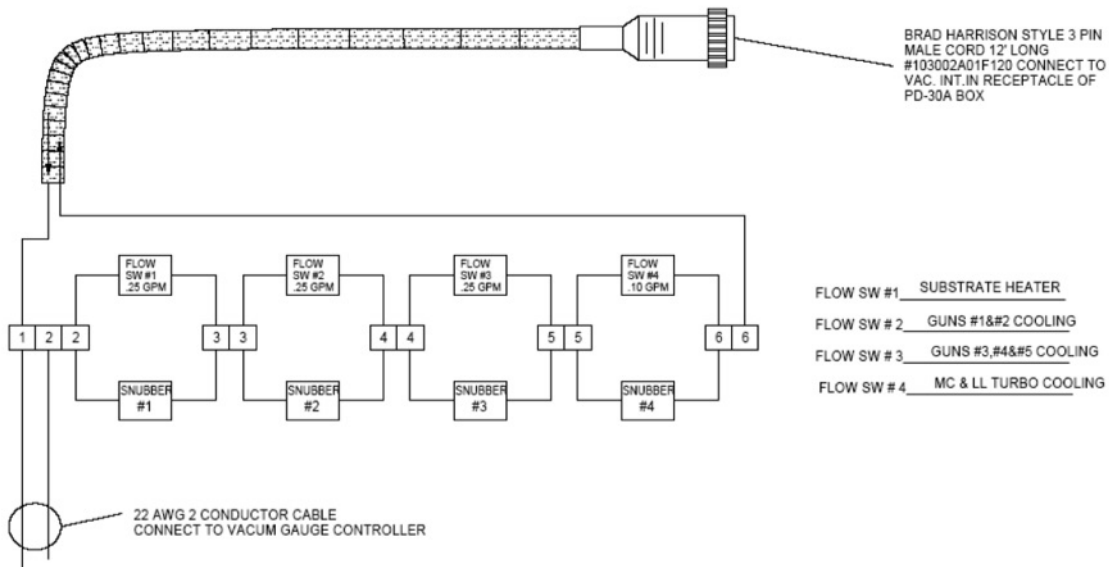 BRAD HARRISON STYLE 3 PIN
MALE CORD 12' LONG
#103002A01F120 CONNECT TO
VAC. INT.IN RECEPTACLE OF
PD-30A BOX
FLOW
SW #1
.25 GPM
FLOW
SW #2
.25 GPM
FLOW
SW #3
.25 GPM
FLOW
SW #4
.10 GPM
1 2 2 3 3 4 4 5 5 6 6
SNUBBER
#1
SNUBBER
#2
SNUBBER
#3
SNUBBER
#4
FLOW SW #1 SUBSTRATE HEATER
FLOW SW # 2 GUNS #1&#2 COOLING
FLOW SW # 3 GUNS #3,#4&#5 COOLING
FLOW SW # 4 MC & LL TURBO COOLING
22 AWG 2 CONDUCTOR CABLE
CONNECT TO VACUM GAUGE CONTROLLER